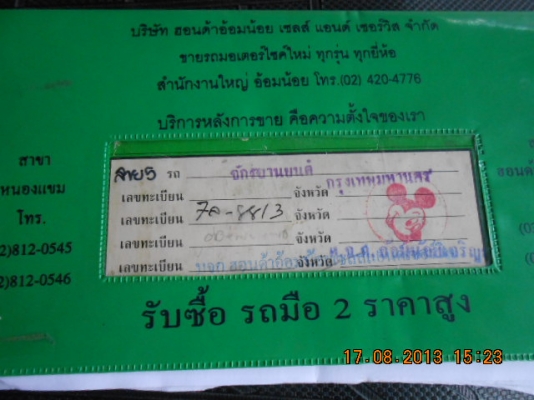 บริษัท ฮอนด้าอ้อมน้อย เซลส์ แอนด์ เซอร์วิส จำกัด
ขายรถมอเตอร์ไซค์ใหม่ ทุกรุ่น ทุกยี่ห้อ
สำนักงานใหญ่ อ้อมน้อย โทร.(02) 420-4776
บริการหลังการขาย คือความตั้งใจของเรา
สาขา
หนองแขม
โทร.
2)812-0545
2)812-0546
สาย 5 รถ จักรยานยนต์
เลขทะเบียน จังหวัด กรุงเทพมหานคร
เลขทะเบียน 7a-8813 จังหวัด
เลขทะเบียน จังหวัด
เลขทะเบียน จังหวัด
รับซื้อ รถมือ 2 ราคาสูง
17.08.2013 15:23